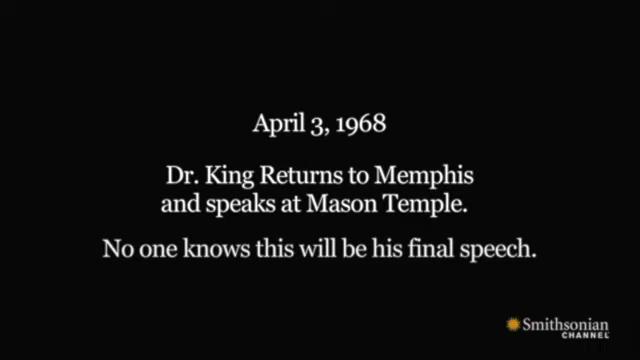 April 3, 1968
Dr. King Returns to Memphis
and speaks at Mason Temple.
No one knows this will be his final speech.
Smithsonian
CHANNEL